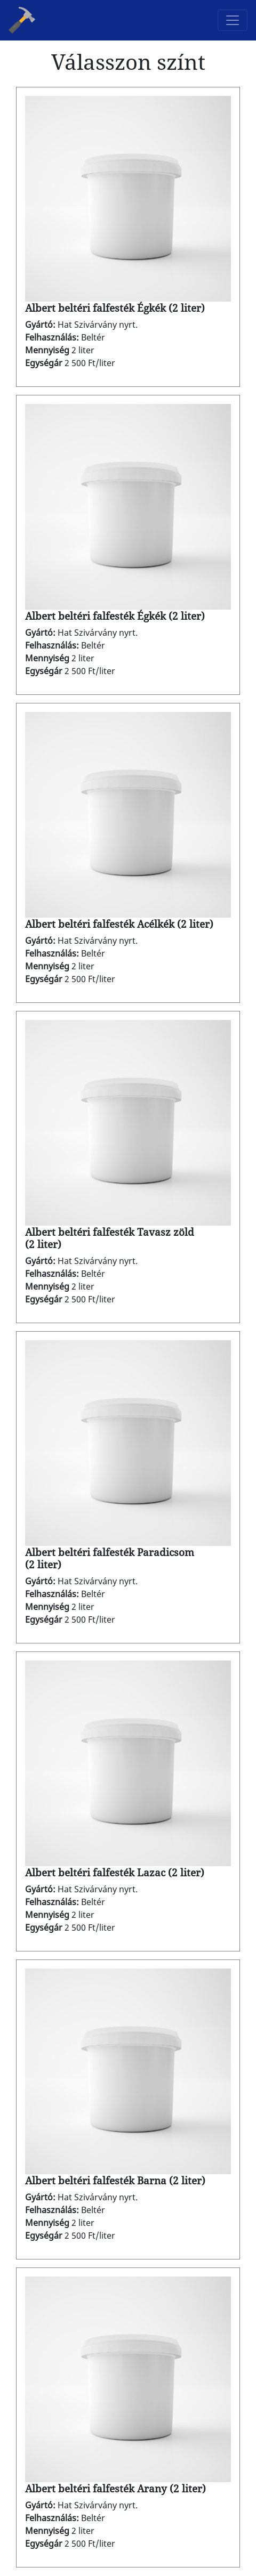 Válasszon színt
Albert beltéri falfesték Égkék (2 liter)
Gyártó: Hat Szivárvány nyrt.
Felhasználás: Beltér
Mennyiség 2 liter
Egységár 2 500 Ft/liter
Albert beltéri falfesték Égkék (2 liter)
Gyártó: Hat Szivárvány nyrt.
Felhasználás: Beltér
Mennyiség 2 liter
Egységár 2 500 Ft/liter
Albert beltéri falfesték Acélkék (2 liter)
Gyártó: Hat Szivárvány nyrt.
Felhasználás: Beltér
Mennyiség 2 liter
Egységár 2 500 Ft/liter
Albert beltéri falfesték Tavasz zöld
(2 liter)
Gyártó: Hat Szivárvány nyrt.
Felhasználás: Beltér
Mennyiség 2 liter
Egységár 2 500 Ft/liter
Albert beltéri falfesték Paradicsom
(2 liter)
Gyártó: Hat Szivárvány nyrt.
Felhasználás: Beltér
Mennyiség 2 liter
Egységár 2 500 Ft/liter
Albert beltéri falfesték Lazac (2 liter)
Gyártó: Hat Szivárvány nyrt.
Felhasználás: Beltér
Mennyiség 2 liter
Egységár 2 500 Ft/liter
Albert beltéri falfesték Barna (2 liter)
Gyártó: Hat Szivárvány nyrt.
Felhasználás: Beltér
Mennyiség 2 liter
Egységár 2 500 Ft/liter
Albert beltéri falfesték Arany (2 liter)
Gyártó: Hat Szivárvány nyrt.
Felhasználás: Beltér
Mennyiség 2 liter
Egységár 2 500 Ft/liter